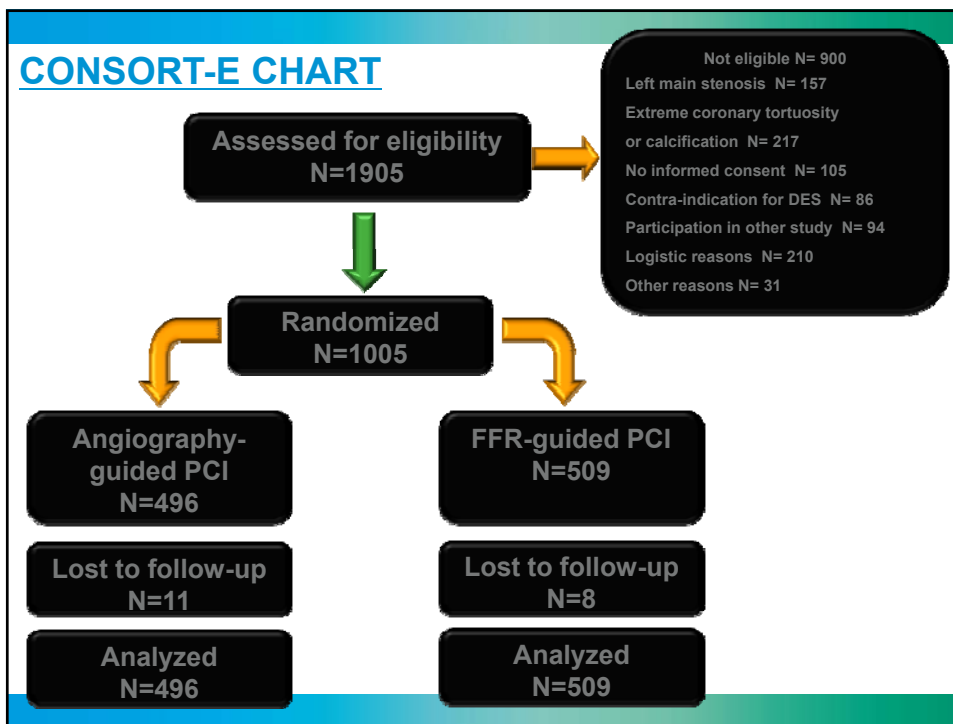 CONSORT-E CHART
Not eligible N= 900
Left main stenosis N= 157
Extreme coronary tortuosity
or calcification N= 217
No informed consent N= 105
Contra-indication for DES N= 86
Participation in other study N= 94
Logistic reasons N= 210
Other reasons N= 31
Assessed for eligibility
N=1905
Randomized
N=1005
Angiography-
guided PCI
N=496
FFR-guided PCI
N=509
Lost to follow-up
N=11
Lost to follow-up
N=8
Analyzed
N=496
Analyzed
N=509